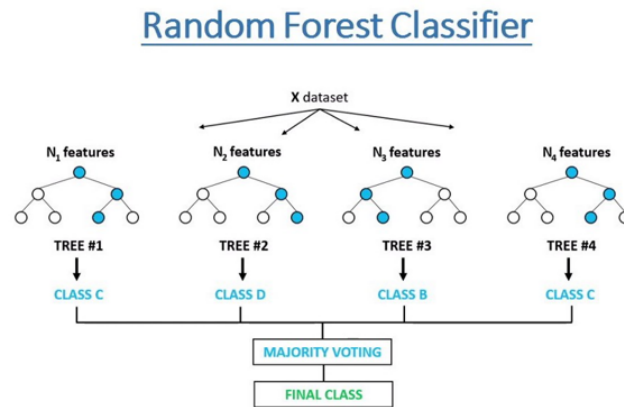 Random Forest Classifier
X dataset
N₁ features N₂ features N₃ features N₄ features
TREE #1 TREE #2 TREE #3 TREE #4
CLASS C CLASS D CLASS B CLASS C
MAJORITY VOTING
FINAL CLASS